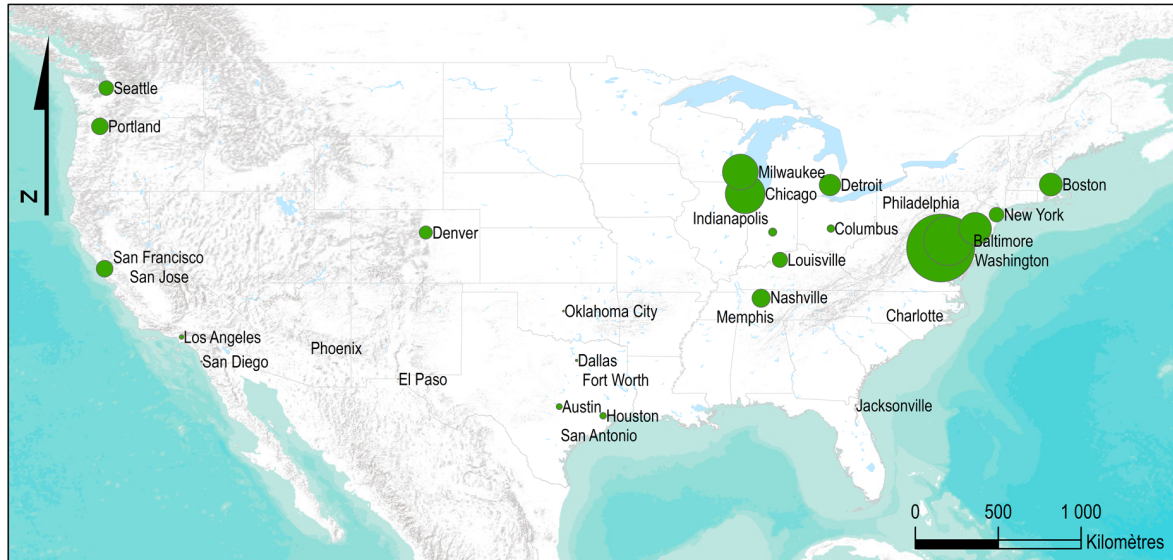 Seattle
Portland
Z
Milwaukee
Chicago
Detroit
Boston
Philadelphia
Indianapolis
New York
Columbus
Denver
Baltimore
Washington
San Francisco
San Jose
Louisville
Nashville
Memphis
Oklahoma City
Charlotte
Los Angeles
San Diego
Phoenix
El Paso
Dallas
Fort Worth
Austin
Houston
San Antonio
Jacksonville
0 500 1 000
Kilomètres